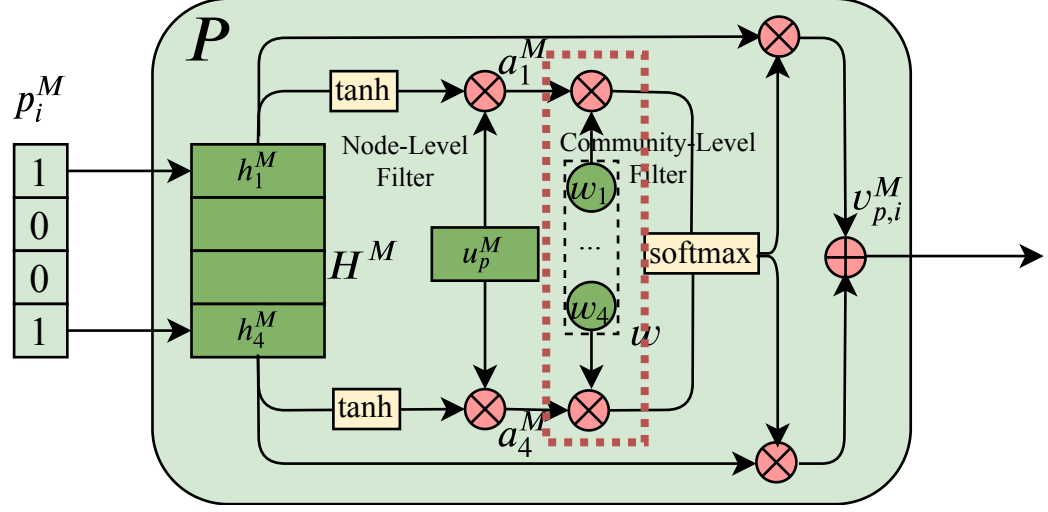 P
p_i^M
1
0
0
1
h_1^M
h_4^M
H^M
tanh
tanh
a_1^M
a_4^M
Node-Level
Filter
u_p^M
Community-Level
Filter
w_1
...
w_4
w
softmax
v_{p,i}^M